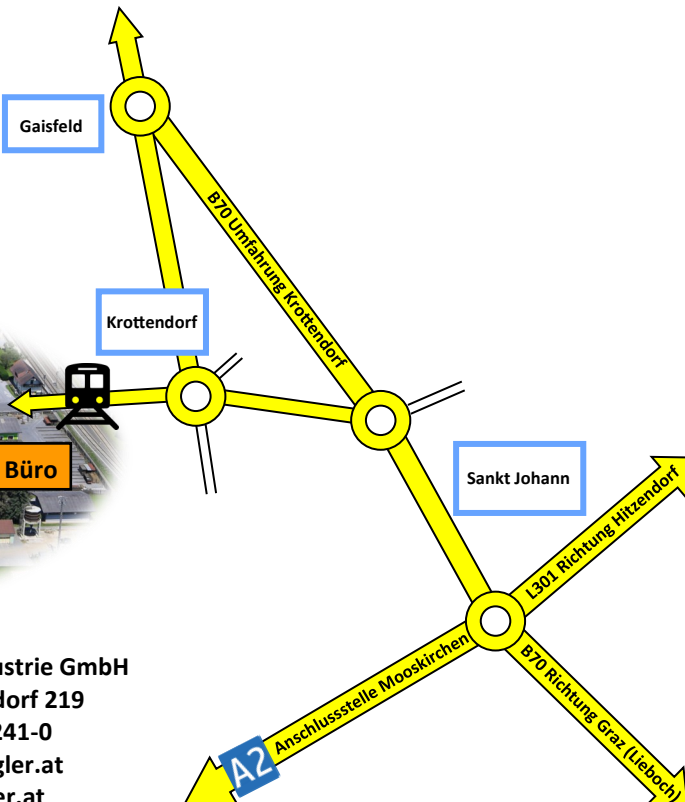 Gaisfeld
B70 Umfahrung Krottendorf
Krottendorf
Büro
Sankt Johann
L301 Richtung Hitzendorf
Anschlussstelle Mooskirchen
B70 Richtung Graz (Lieboch)
A2
ustrie GmbH
dorf 219
241-0
gler.at
er.at